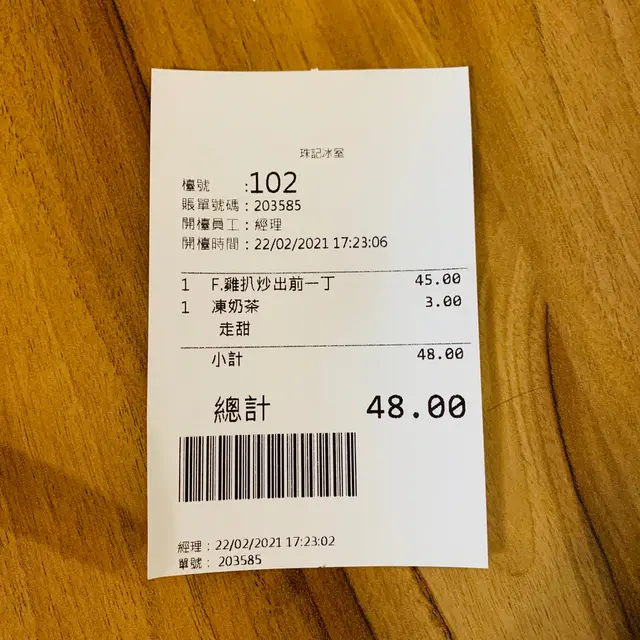 珠記冰室
檯號 :102
賬單號碼：203585
開檯員工：經理
開檯時間：22/02/2021 17:23:06
1 F.雞扒炒出前一丁 45.00
1 凍奶茶 3.00
走甜
小計 48.00
總計 48.00
經理：22/02/2021 17:23:02
單號： 203585